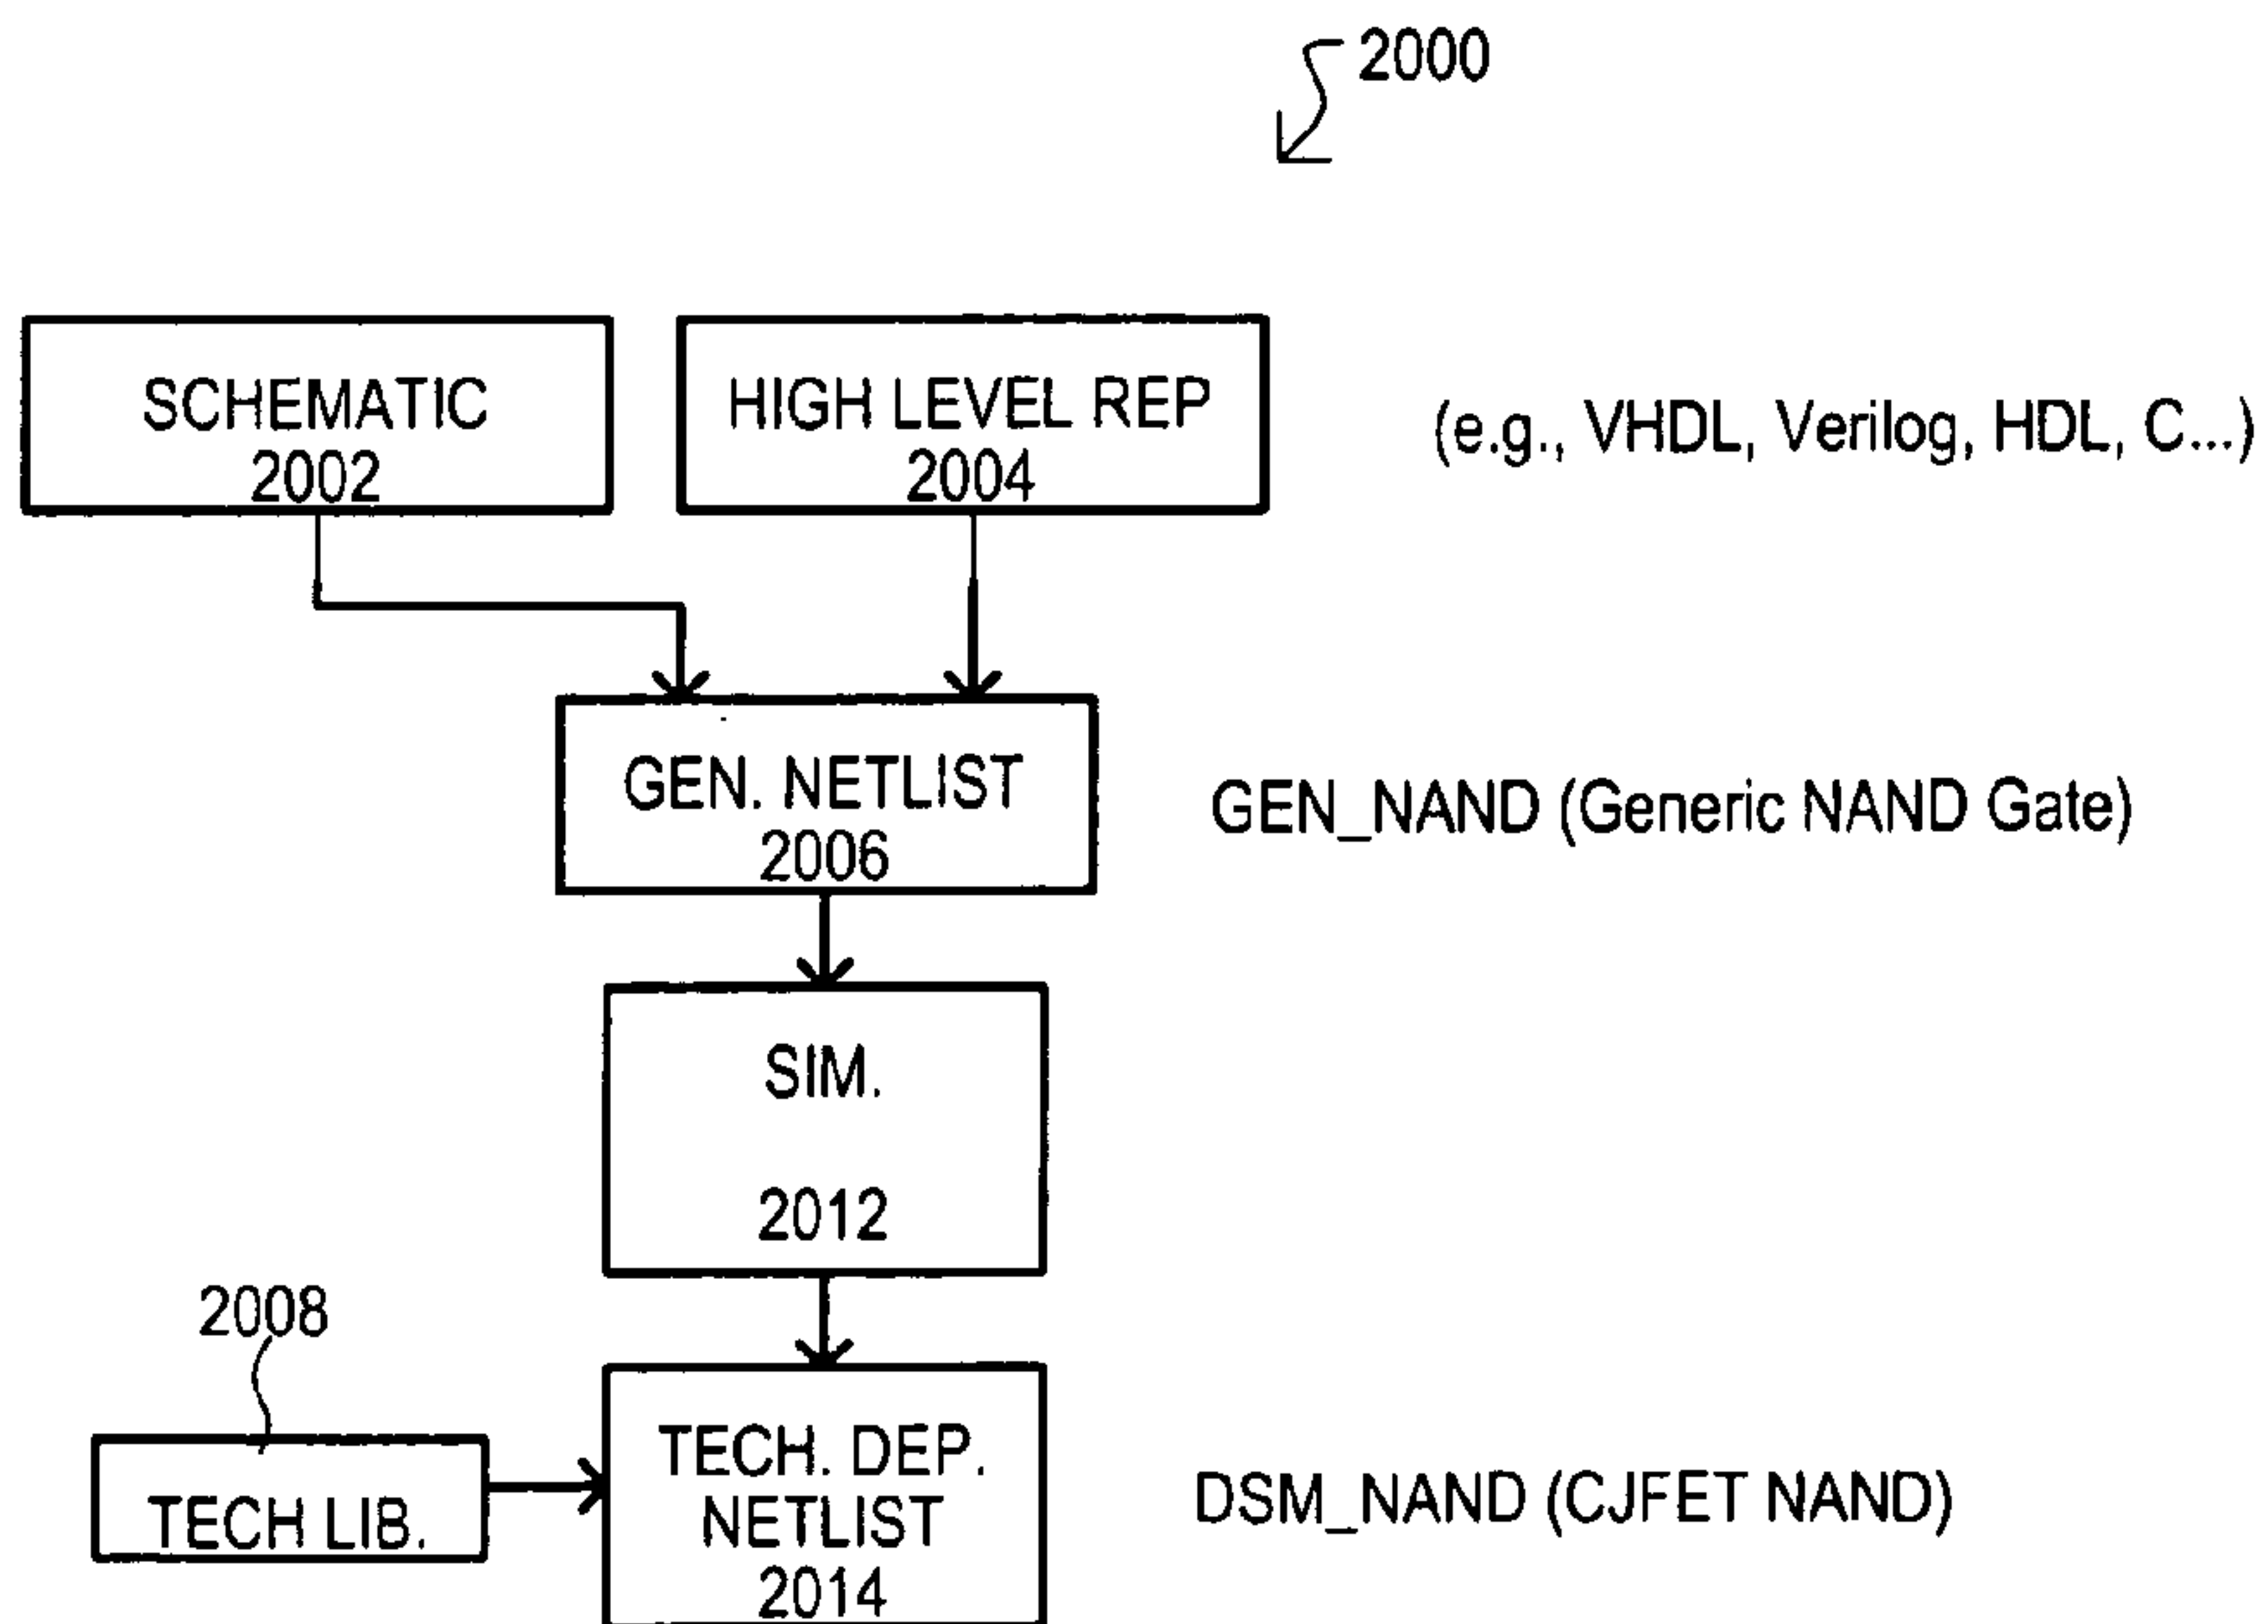 2000
SCHEMATIC
2002
HIGH LEVEL REP
2004
(e.g., VHDL, Verilog, HDL, C...)
GEN. NETLIST
2006
GEN_NAND (Generic NAND Gate)
SIM.
2012
2008
TECH LIB.
TECH. DEP.
NETLIST
2014
DSM_NAND (CJFET NAND)